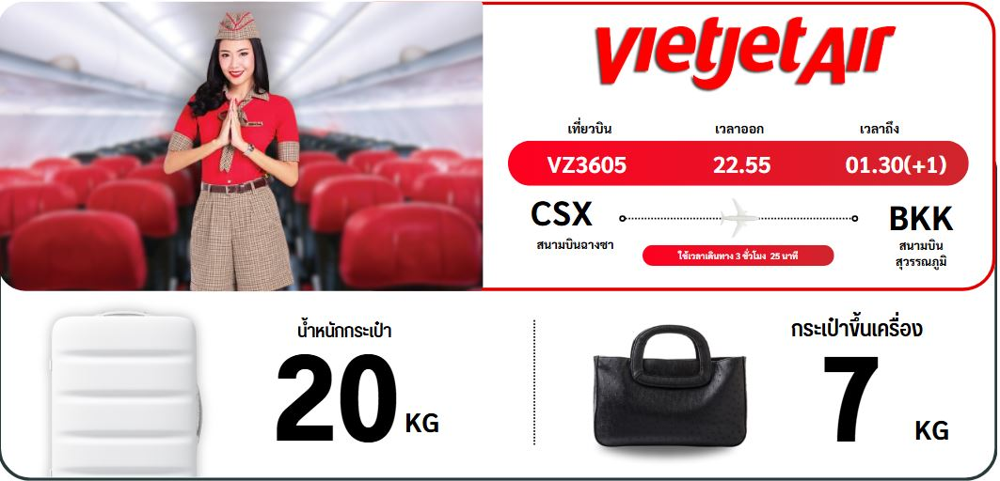 vietjetAir
เที่ยวบิน เวลาออก เวลาถึง
VZ3605 22.55 01.30(+1)
CSX BKK
สนามบินฉางซา
สนามบิน
สุวรรณภูมิ
ใช้เวลาเดินทาง 3 ชั่วโมง 25 นาที
น้ำหนักกระเป๋า
20 KG
กระเป๋าขึ้นเครื่อง
7 KG